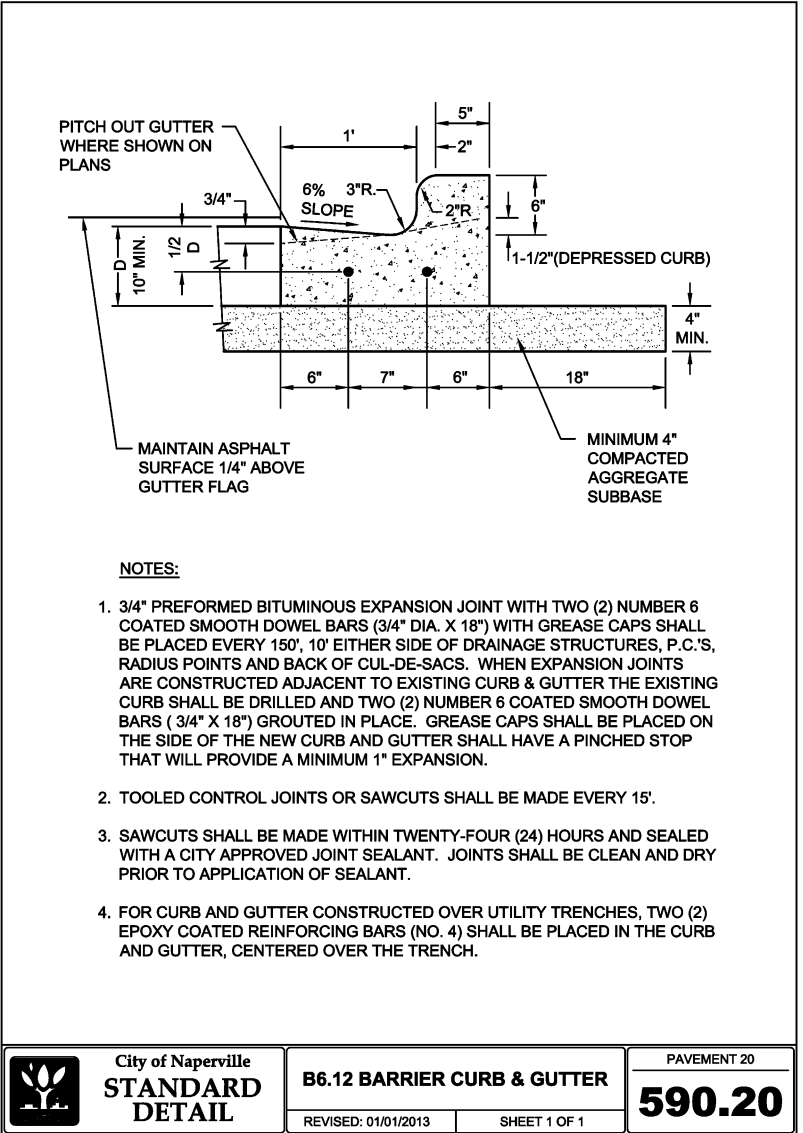 5"
PITCH OUT GUTTER
WHERE SHOWN ON
PLANS
1'
2"
3/4"
6%
SLOPE
3"R.
2"R
6"
D
10" MIN.
1/2
D
1-1/2"(DEPRESSED CURB)
4"
MIN.
6"
7"
6"
18"
MAINTAIN ASPHALT
SURFACE 1/4" ABOVE
GUTTER FLAG
MINIMUM 4"
COMPACTED
AGGREGATE
SUBBASE
NOTES:
1. 3/4" PREFORMED BITUMINOUS EXPANSION JOINT WITH TWO (2) NUMBER 6
COATED SMOOTH DOWEL BARS (3/4" DIA. X 18") WITH GREASE CAPS SHALL
BE PLACED EVERY 150', 10' EITHER SIDE OF DRAINAGE STRUCTURES, P.C.'S,
RADIUS POINTS AND BACK OF CUL-DE-SACS. WHEN EXPANSION JOINTS
ARE CONSTRUCTED ADJACENT TO EXISTING CURB & GUTTER THE EXISTING
CURB SHALL BE DRILLED AND TWO (2) NUMBER 6 COATED SMOOTH DOWEL
BARS ( 3/4" X 18") GROUTED IN PLACE. GREASE CAPS SHALL BE PLACED ON
THE SIDE OF THE NEW CURB AND GUTTER SHALL HAVE A PINCHED STOP
THAT WILL PROVIDE A MINIMUM 1" EXPANSION.
2. TOOLED CONTROL JOINTS OR SAWCUTS SHALL BE MADE EVERY 15'.
3. SAWCUTS SHALL BE MADE WITHIN TWENTY-FOUR (24) HOURS AND SEALED
WITH A CITY APPROVED JOINT SEALANT. JOINTS SHALL BE CLEAN AND DRY
PRIOR TO APPLICATION OF SEALANT.
4. FOR CURB AND GUTTER CONSTRUCTED OVER UTILITY TRENCHES, TWO (2)
EPOXY COATED REINFORCING BARS (NO. 4) SHALL BE PLACED IN THE CURB
AND GUTTER, CENTERED OVER THE TRENCH.
City of Naperville
STANDARD
DETAIL
B6.12 BARRIER CURB & GUTTER
REVISED: 01/01/2013
SHEET 1 OF 1
PAVEMENT 20
590.20